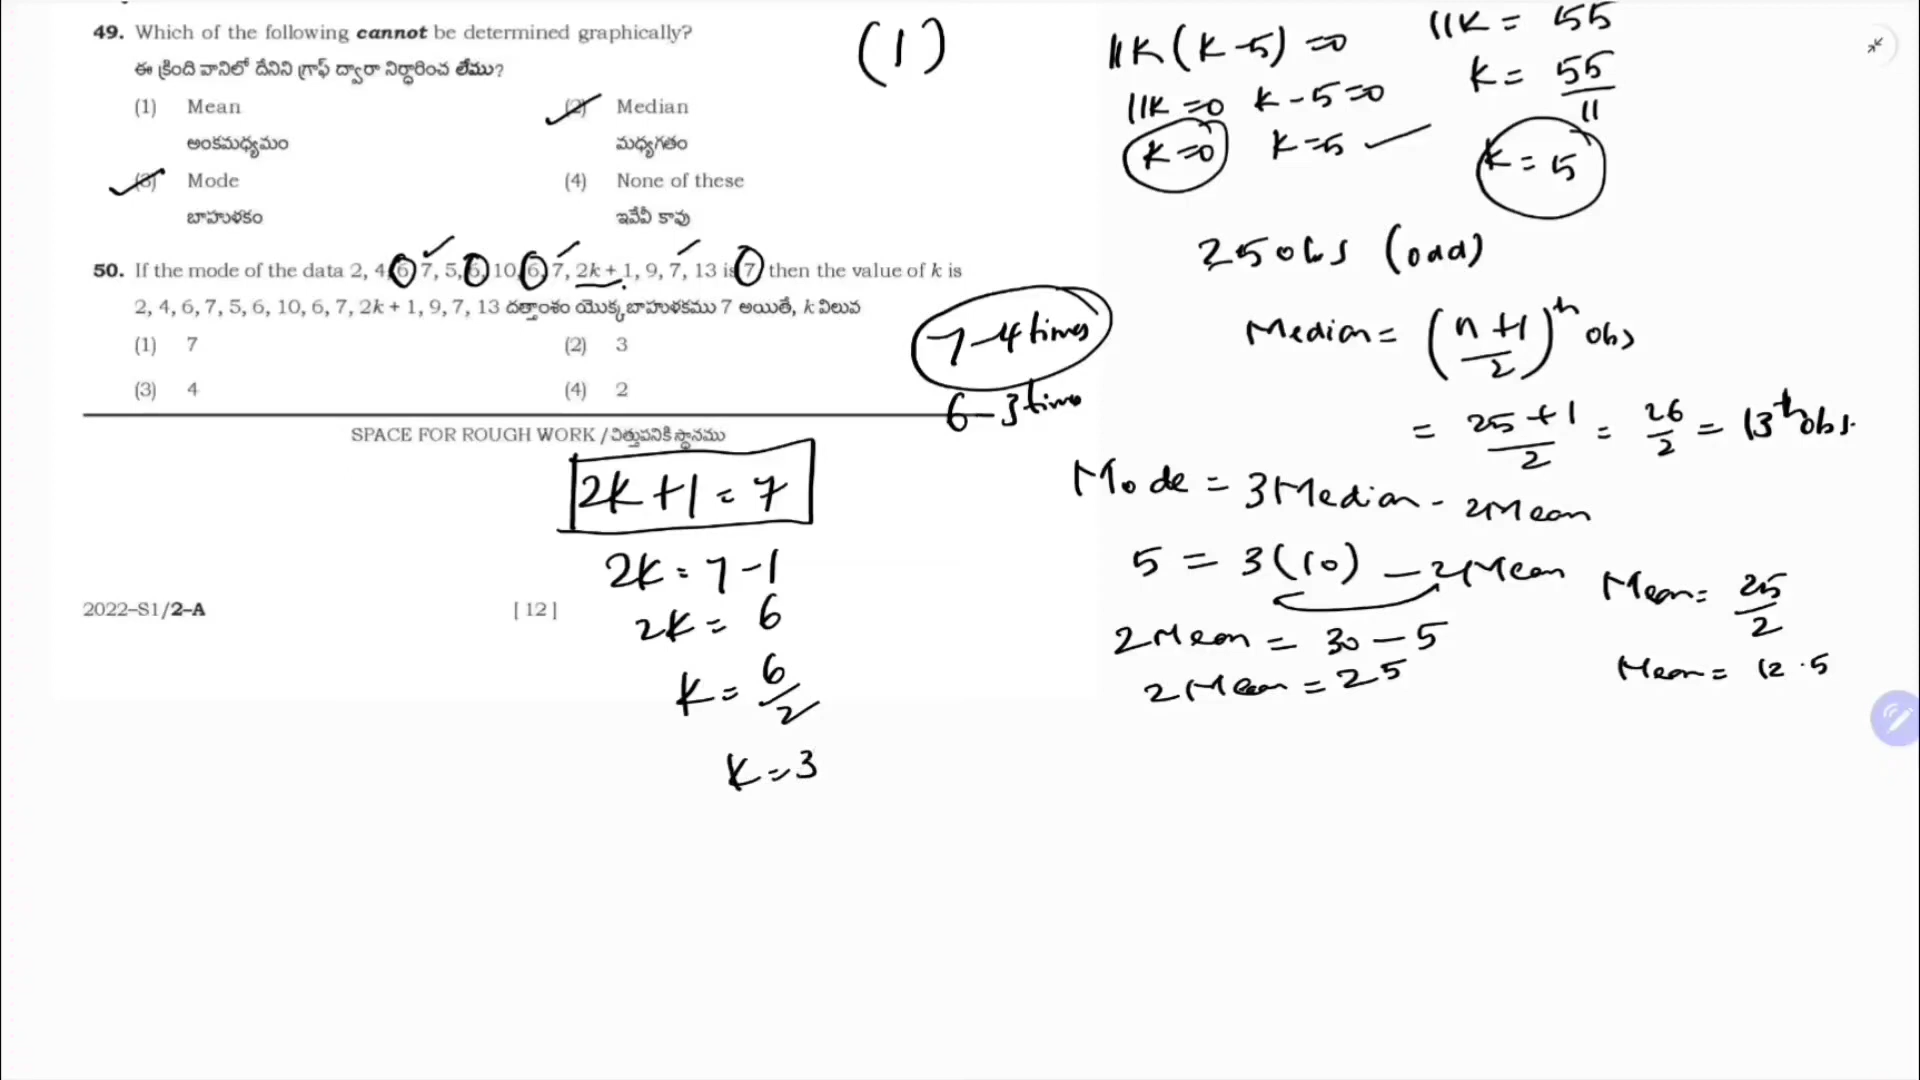 49. Which of the following cannot be determined graphically?
ఈ క్రింది వానిలో దేనిని గ్రాఫ్ ద్వారా నిర్ధారించ లేము?
(1) Mean (2) Median
అంకమధ్యమం మధ్యగతం
(3) Mode (4) None of these
బాహుళకం ఇవేవీ కావు
(1)
50. If the mode of the data 2, 4, 6, 7, 5, 6, 10, 6, 7, 2k + 1, 9, 7, 13 is 7, then the value of k is
2, 4, 6, 7, 5, 6, 10, 6, 7, 2k + 1, 9, 7, 13 దత్తాంశం యొక్క బాహుళకము 7 అయితే, k విలువ
(1) 7 (2) 3
(3) 4 (4) 2
7-4 times
6-3 times
SPACE FOR ROUGH WORK / చిత్తుపనికి స్థానము
2k+1=7
2k=7-1
2k=6
k=6/2
k=3
2022–S1/2-A [ 12 ]
11k(k-5)=0
11k=0 k-5=0
k=0 k=5
11k = 55
k = 55/11
k = 5
25 obs (odd)
Median = (n+1/2)th obs
= 25+1/2 = 26/2 = 13th obs.
Mode = 3Median - 2Mean
5 = 3(10) - 2Mean
2Mean = 30-5
2Mean = 25
Mean = 25/2
Mean = 12.5